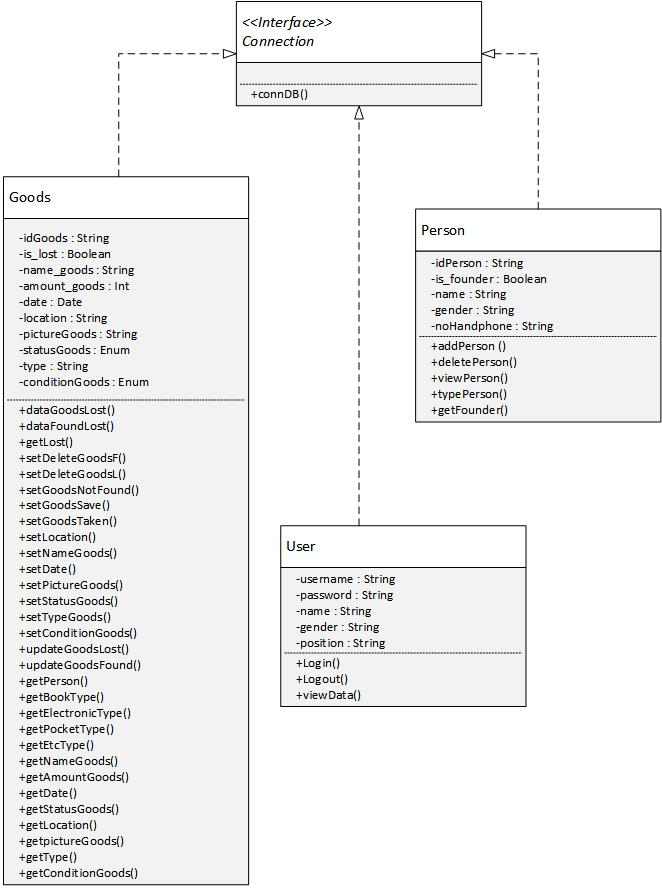 <<Interface>>
Connection
+connDB()
Goods
-idGoods : String
-is_lost : Boolean
-name_goods : String
-amount_goods : Int
-date : Date
-location : String
-pictureGoods : String
-statusGoods : Enum
-type : String
-conditionGoods : Enum
+dataGoodsLost()
+dataFoundLost()
+getLost()
+setDeleteGoodsF()
+setDeleteGoodsL()
+setGoodsNotFound()
+setGoodsSave()
+setGoodsTaken()
+setLocation()
+setNameGoods()
+setDate()
+setPictureGoods()
+setStatusGoods()
+setTypeGoods()
+setConditionGoods()
+updateGoodsLost()
+updateGoodsFound()
+getPerson()
+getBookType()
+getElectronicType()
+getPocketType()
+getEtcType()
+getNameGoods()
+getAmountGoods()
+getDate()
+getStatusGoods()
+getLocation()
+getpictureGoods()
+getType()
+getConditionGoods()
Person
-idPerson : String
-is_founder : Boolean
-name : String
-gender : String
-noHandphone : String
+addPerson ()
+deletePerson()
+viewPerson()
+typePerson()
+getFounder()
User
-username : String
-password : String
-name : String
-gender : String
-position : String
+Login()
+Logout()
+viewData()